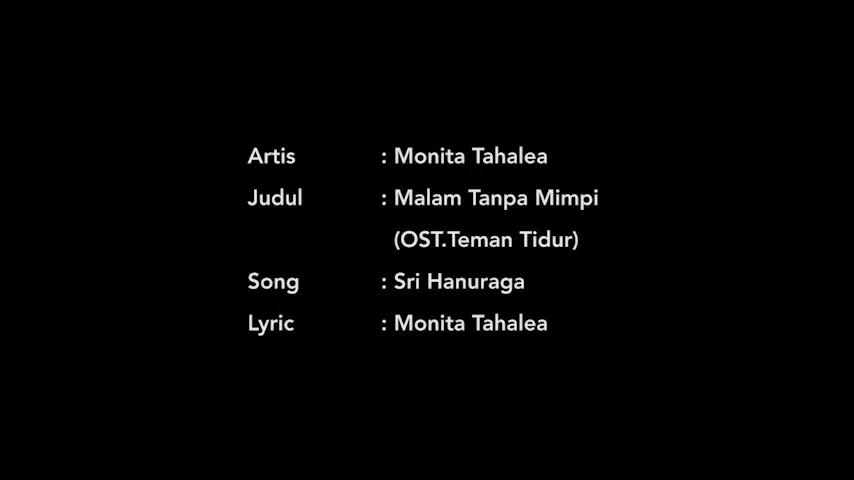 Artis : Monita Tahalea
Judul : Malam Tanpa Mimpi
(OST.Teman Tidur)
Song : Sri Hanuraga
Lyric : Monita Tahalea